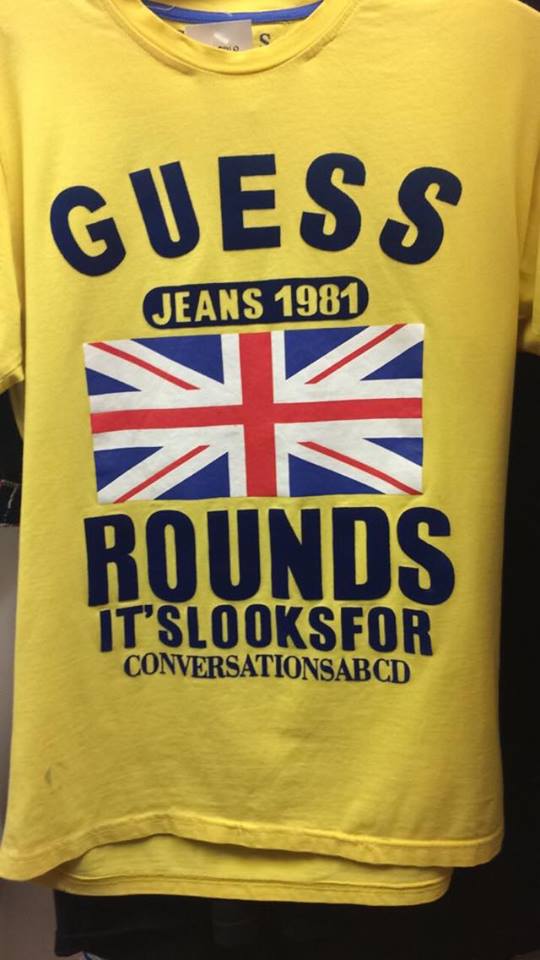 S
GUESS
JEANS 1981
ROUNDS
IT'SLOOKSFOR
CONVERSATIONSABCD